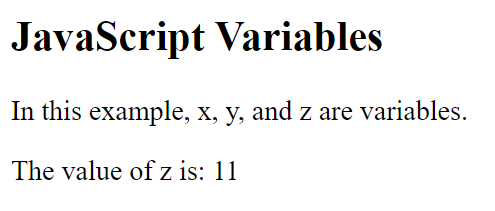 JavaScript Variables
In this example, x, y, and z are variables.
The value of z is: 11